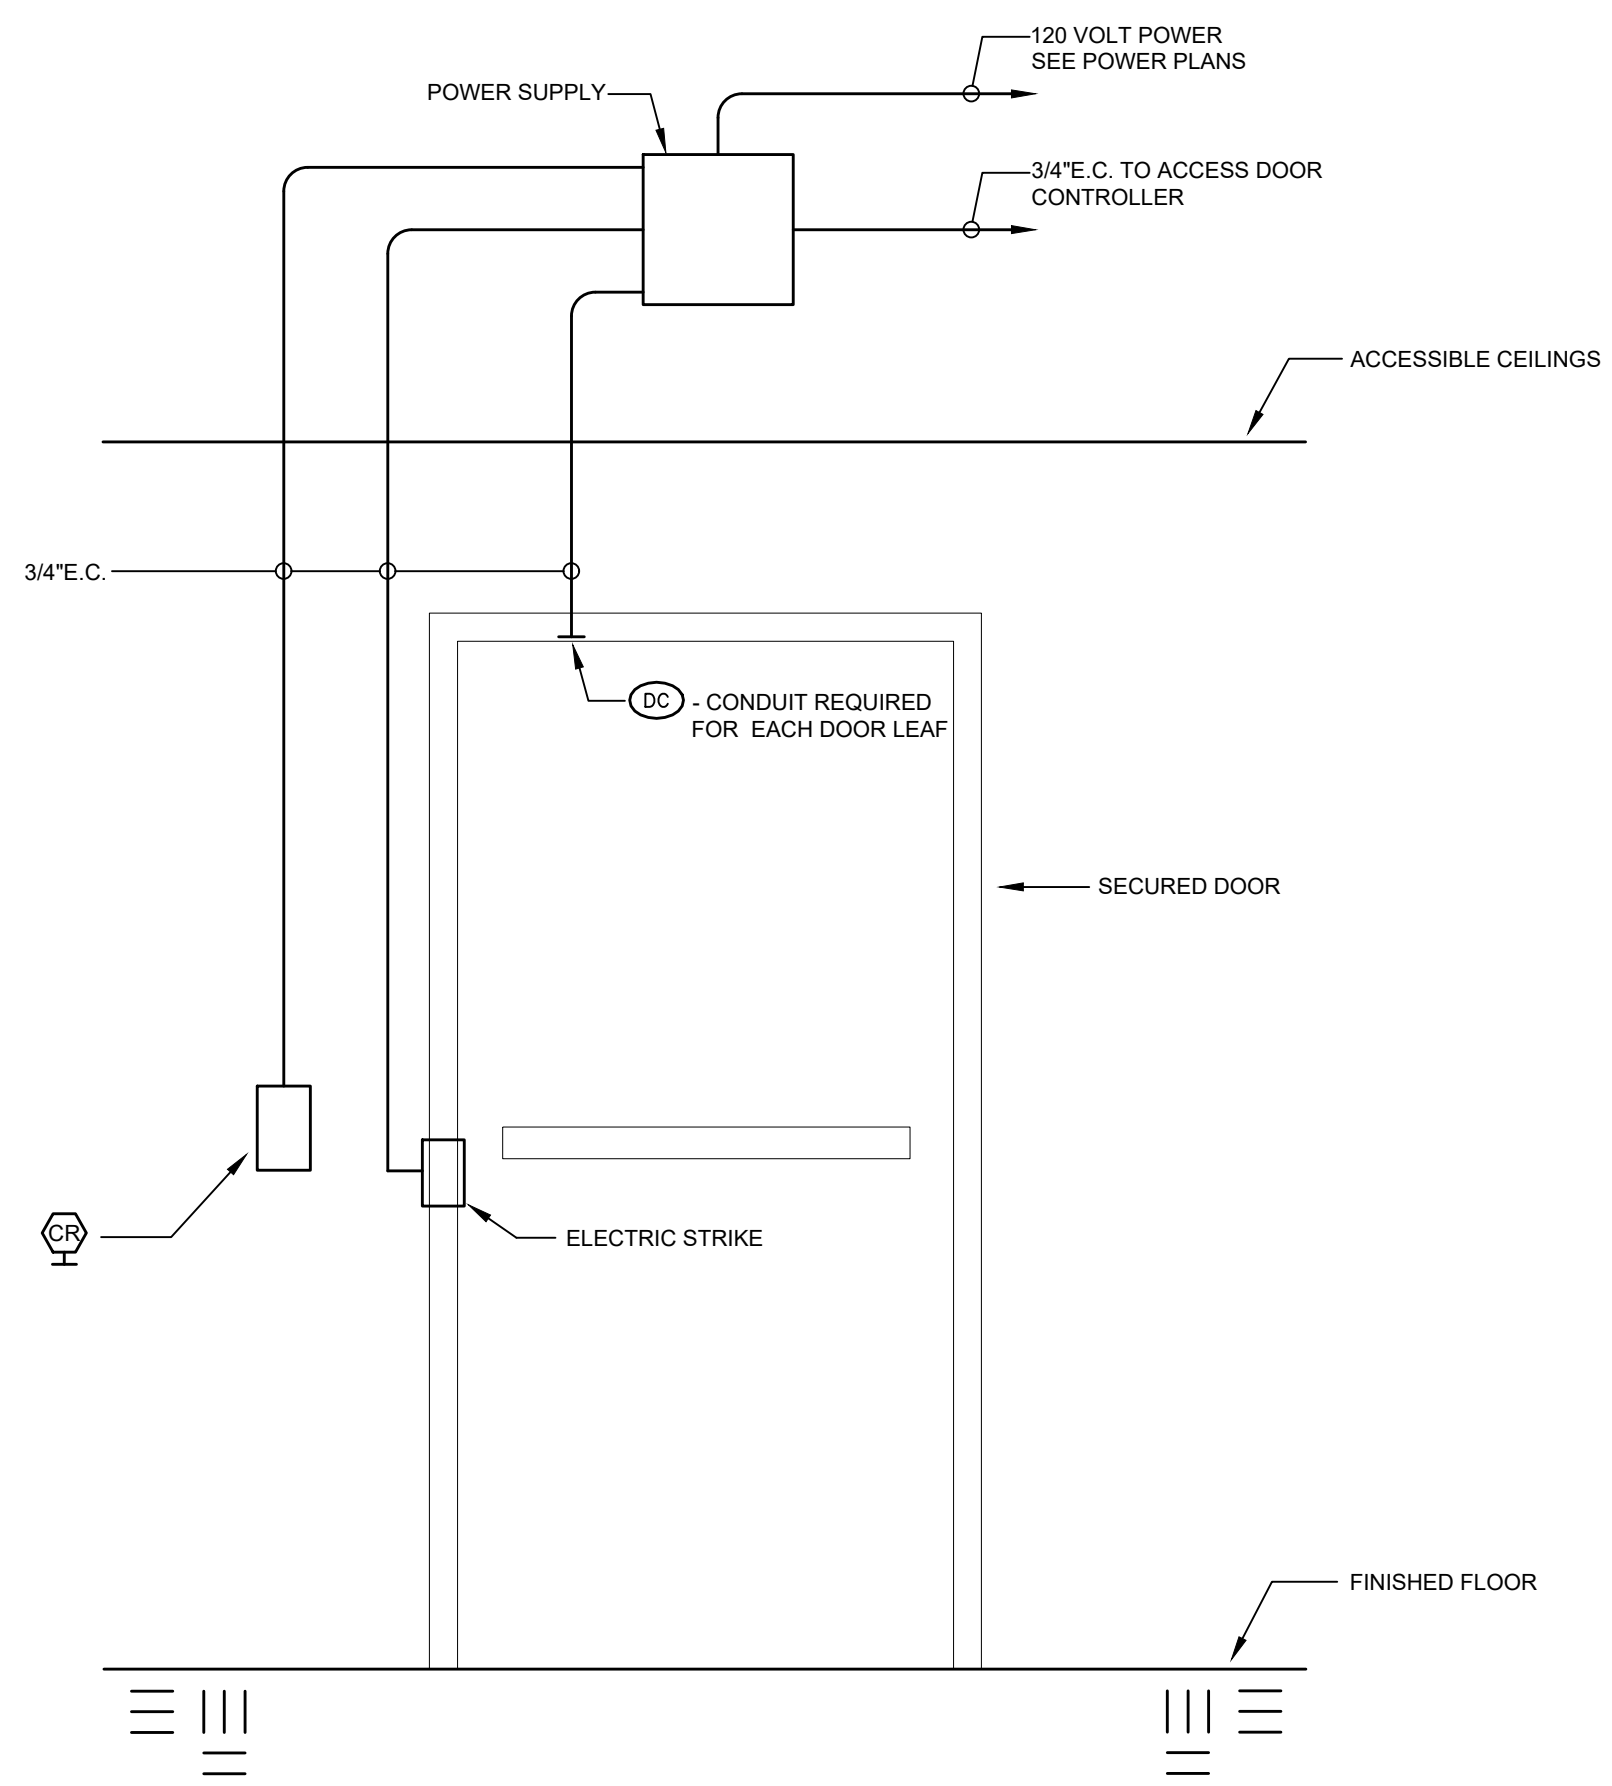 120 VOLT POWER
SEE POWER PLANS
POWER SUPPLY
3/4"E.C. TO ACCESS DOOR
CONTROLLER
ACCESSIBLE CEILINGS
3/4"E.C.
DC - CONDUIT REQUIRED
FOR EACH DOOR LEAF
SECURED DOOR
CR
ELECTRIC STRIKE
FINISHED FLOOR